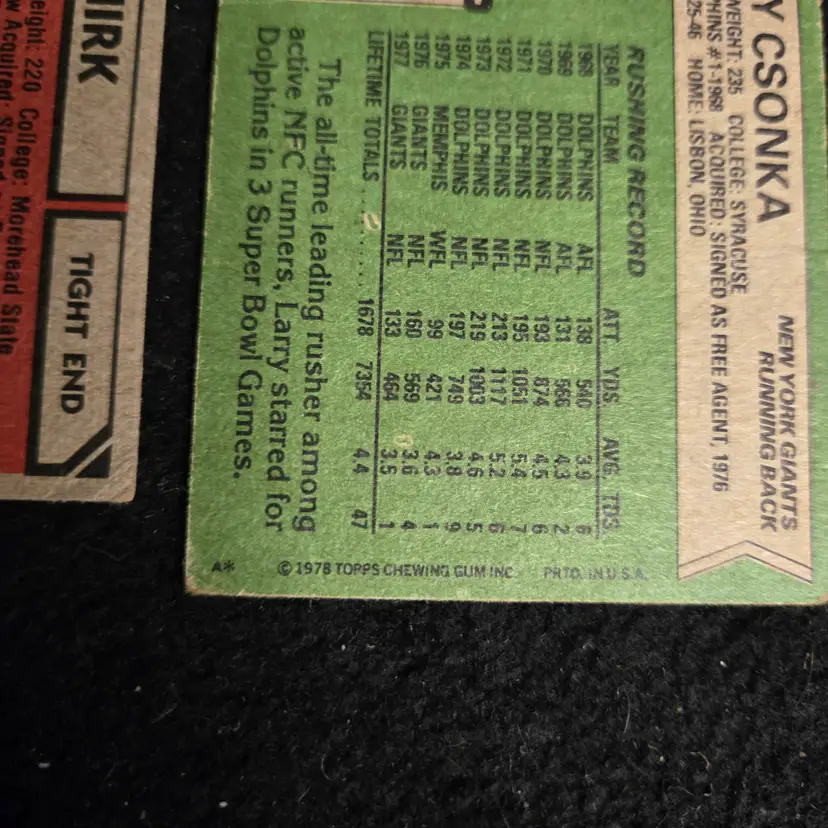 Y CSONKA
NEW YORK GIANTS
RUNNING BACK
WEIGHT: 235 COLLEGE: SYRACUSE
PHINS #1-1968 ACQUIRED: SIGNED AS FREE AGENT, 1976
25-46 HOME: LISBON, OHIO
RUSHING RECORD
YEAR TEAM ATT. YDS. AVG. TDS.
1968 DOLPHINS AFL 138 540 3.9 6
1969 DOLPHINS AFL 131 566 4.3 2
1970 DOLPHINS NFL 193 874 4.5 6
1971 DOLPHINS NFL 195 1051 5.4 7
1972 DOLPHINS NFL 213 1117 5.2 6
1973 DOLPHINS NFL 219 1003 4.6 5
1974 DOLPHINS NFL 197 749 3.8 9
1975 MEMPHIS WFL 99 421 4.3 1
1976 GIANTS NFL 160 569 3.6 4
1977 GIANTS NFL 133 464 3.5 1
LIFETIME TOTALS 1678 7354 4.4 47
The all-time leading rusher among
active NFC runners, Larry starred for
Dolphins in 3 Super Bowl Games.
A* © 1978 TOPPS CHEWING GUM INC. PRTD. IN U.S.A.
IRK
TIGHT END
eight: 220 College: Morehead State
w Acquired: Signed